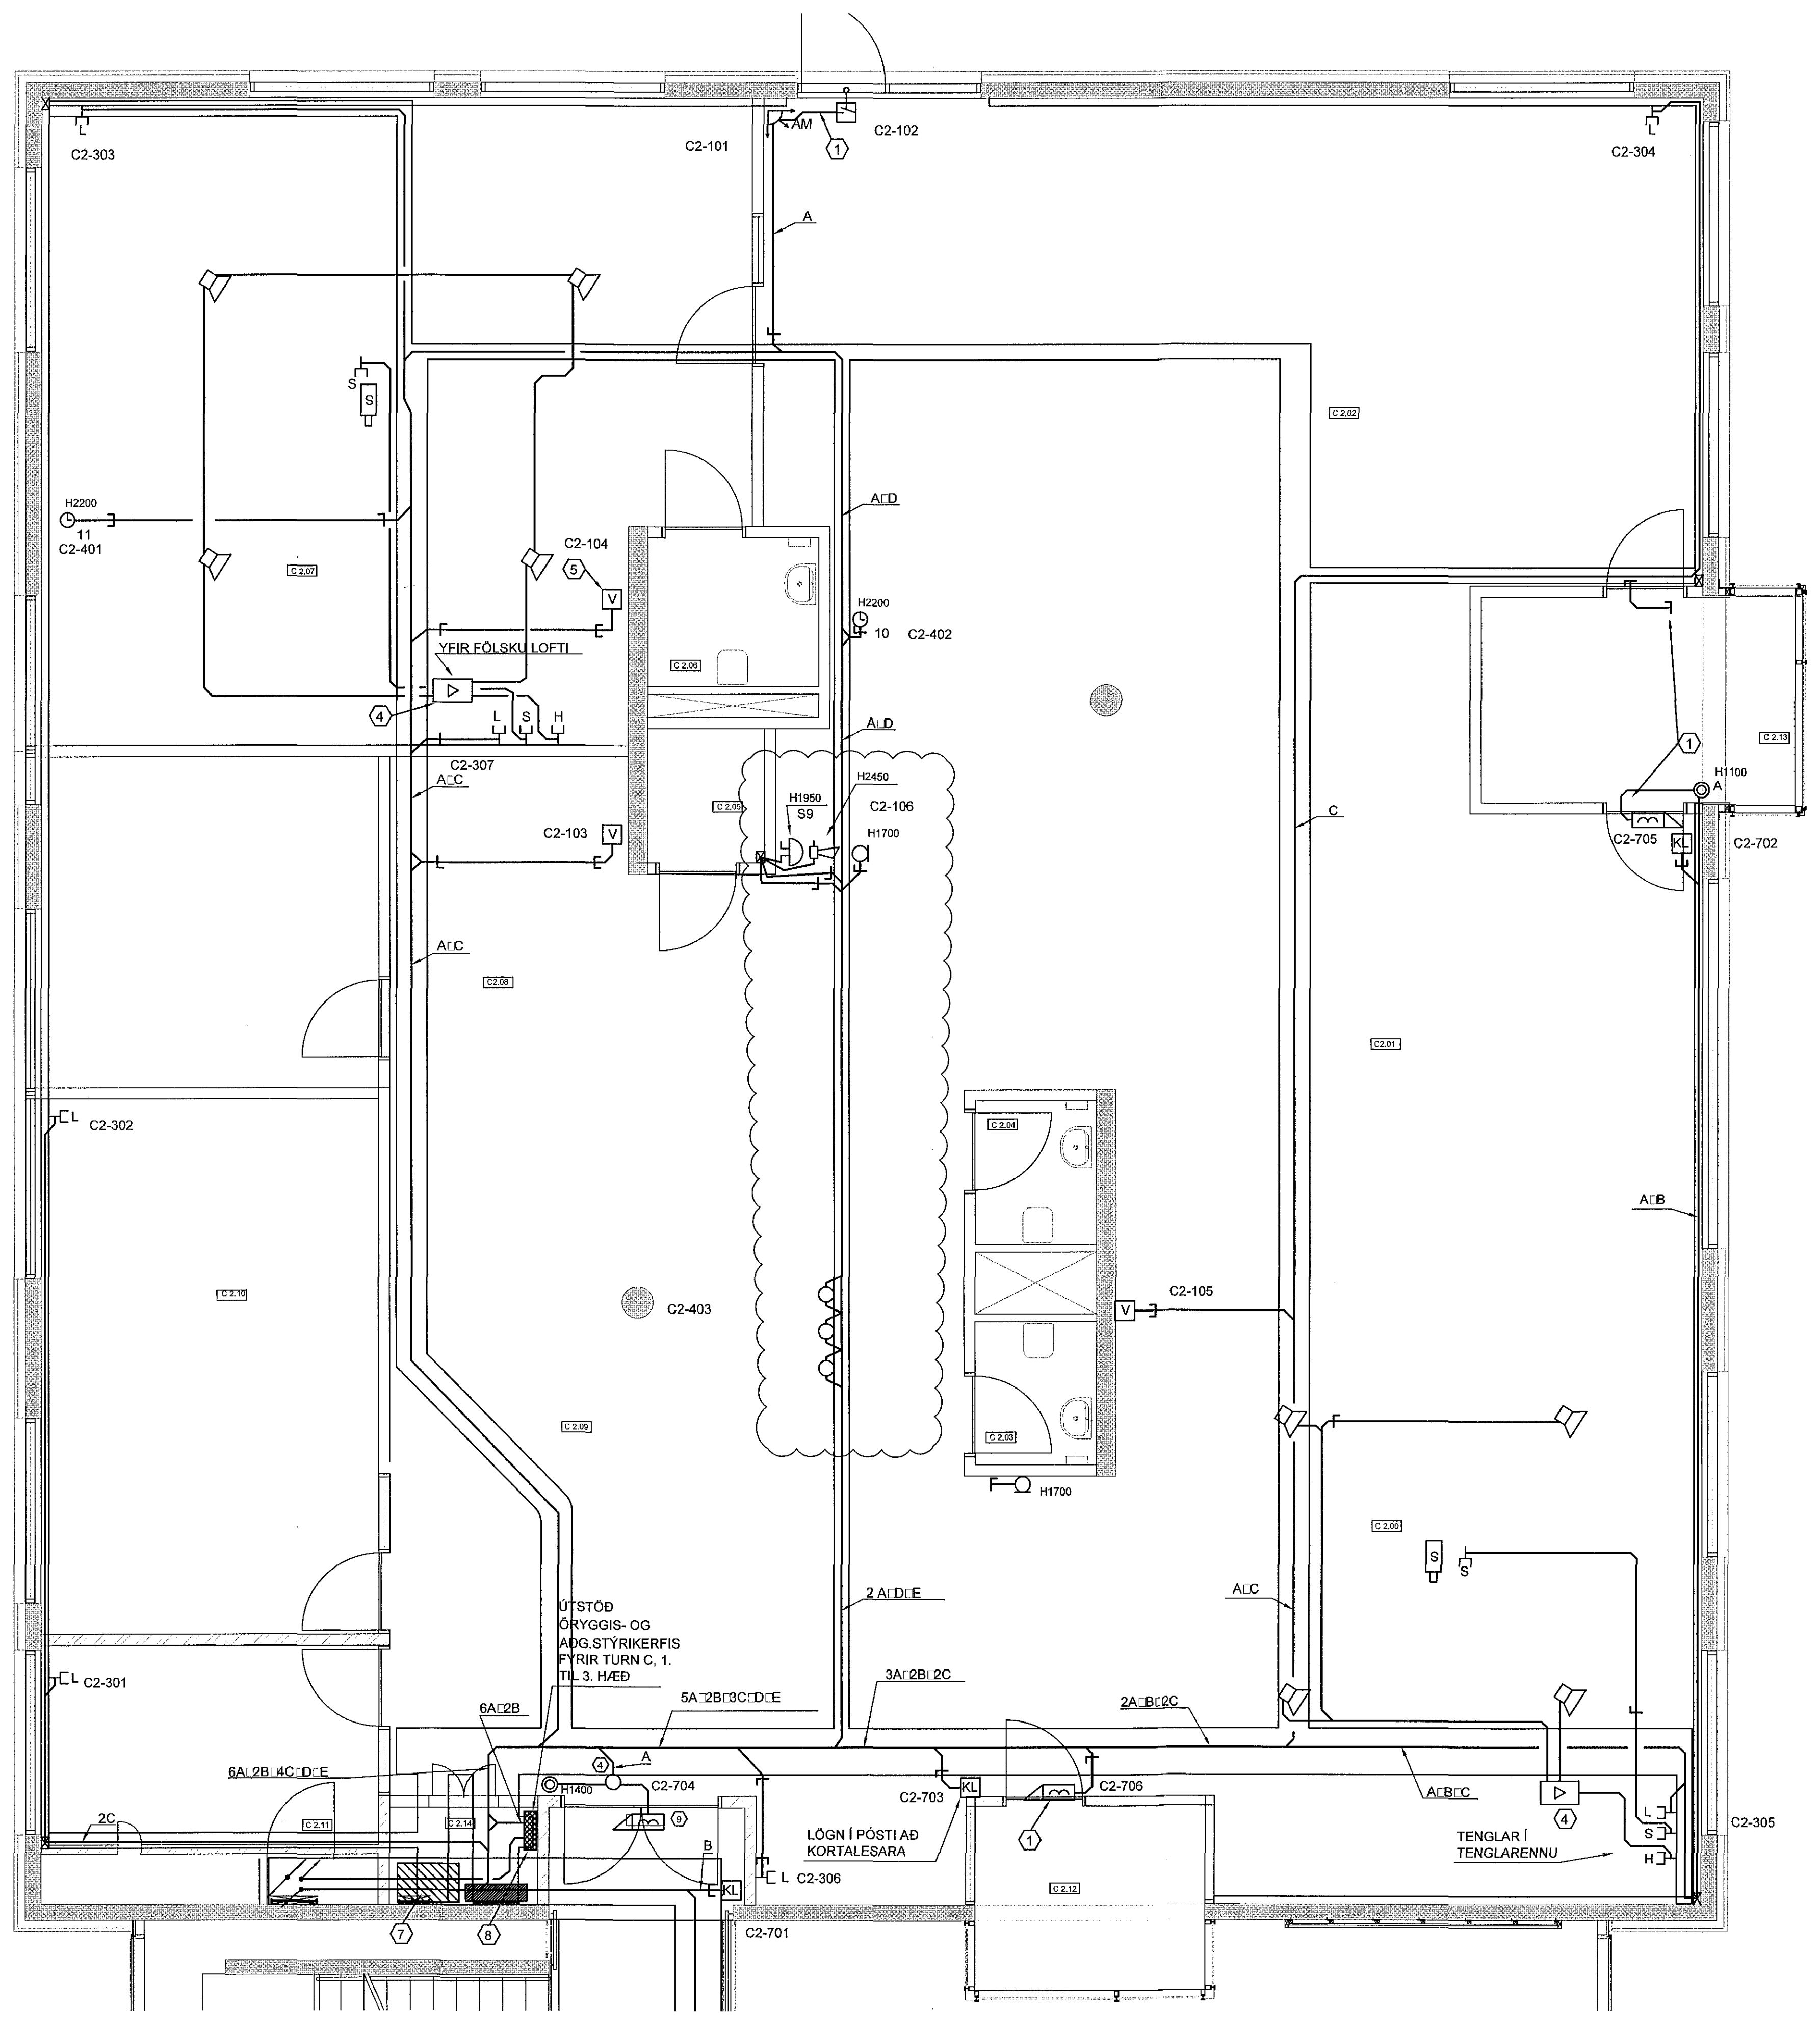 L
C2-303
C2-101
AM
1
C2-102
L
C2-304
A
S
S
C 2.02
H2200
11
C2-401
C 2.07
C2-104
5
V
YFIR FÖLSKU LOFTI
4
L S H
C2-307
A□C
C 2.06
A□D
H2200
10
C2-402
A□D
C 2.13
1
H1100
A
C2-705
KL
C2-702
C
C2-103
V
C 2.05
H1950
S9
H2450
C2-106
H1700
A□C
C2.08
C2.01
L
C2-302
C 2.04
A□B
C 2.10
C2-403
V
C2-105
C 2.09
C 2.03
H1700
C 2.00
S
S
ÚTSTÖÐ
ÖRYGGIS- OG
AÐG.STÝRIKERFIS
FYRIR TURN C, 1.
TIL 3. HÆÐ
2 A□D□E
A□C
L
C2-301
6A□2B
5A□2B□3C□D□E
3A□2B□2C
2A□B□2C
6A□2B□4C□D□E
4
A
H1400
C2-704
9
C2-703
KL
C2-706
1
A□B□C
4
L
S
H
C2-305
2C
C 2.11
C 2.14
B
LÖGN Í PÓSTI AÐ
KORTALESARA
TENGLAR Í
TENGLARENNU
L
C2-306
KL
C 2.12
7
8
C2-701